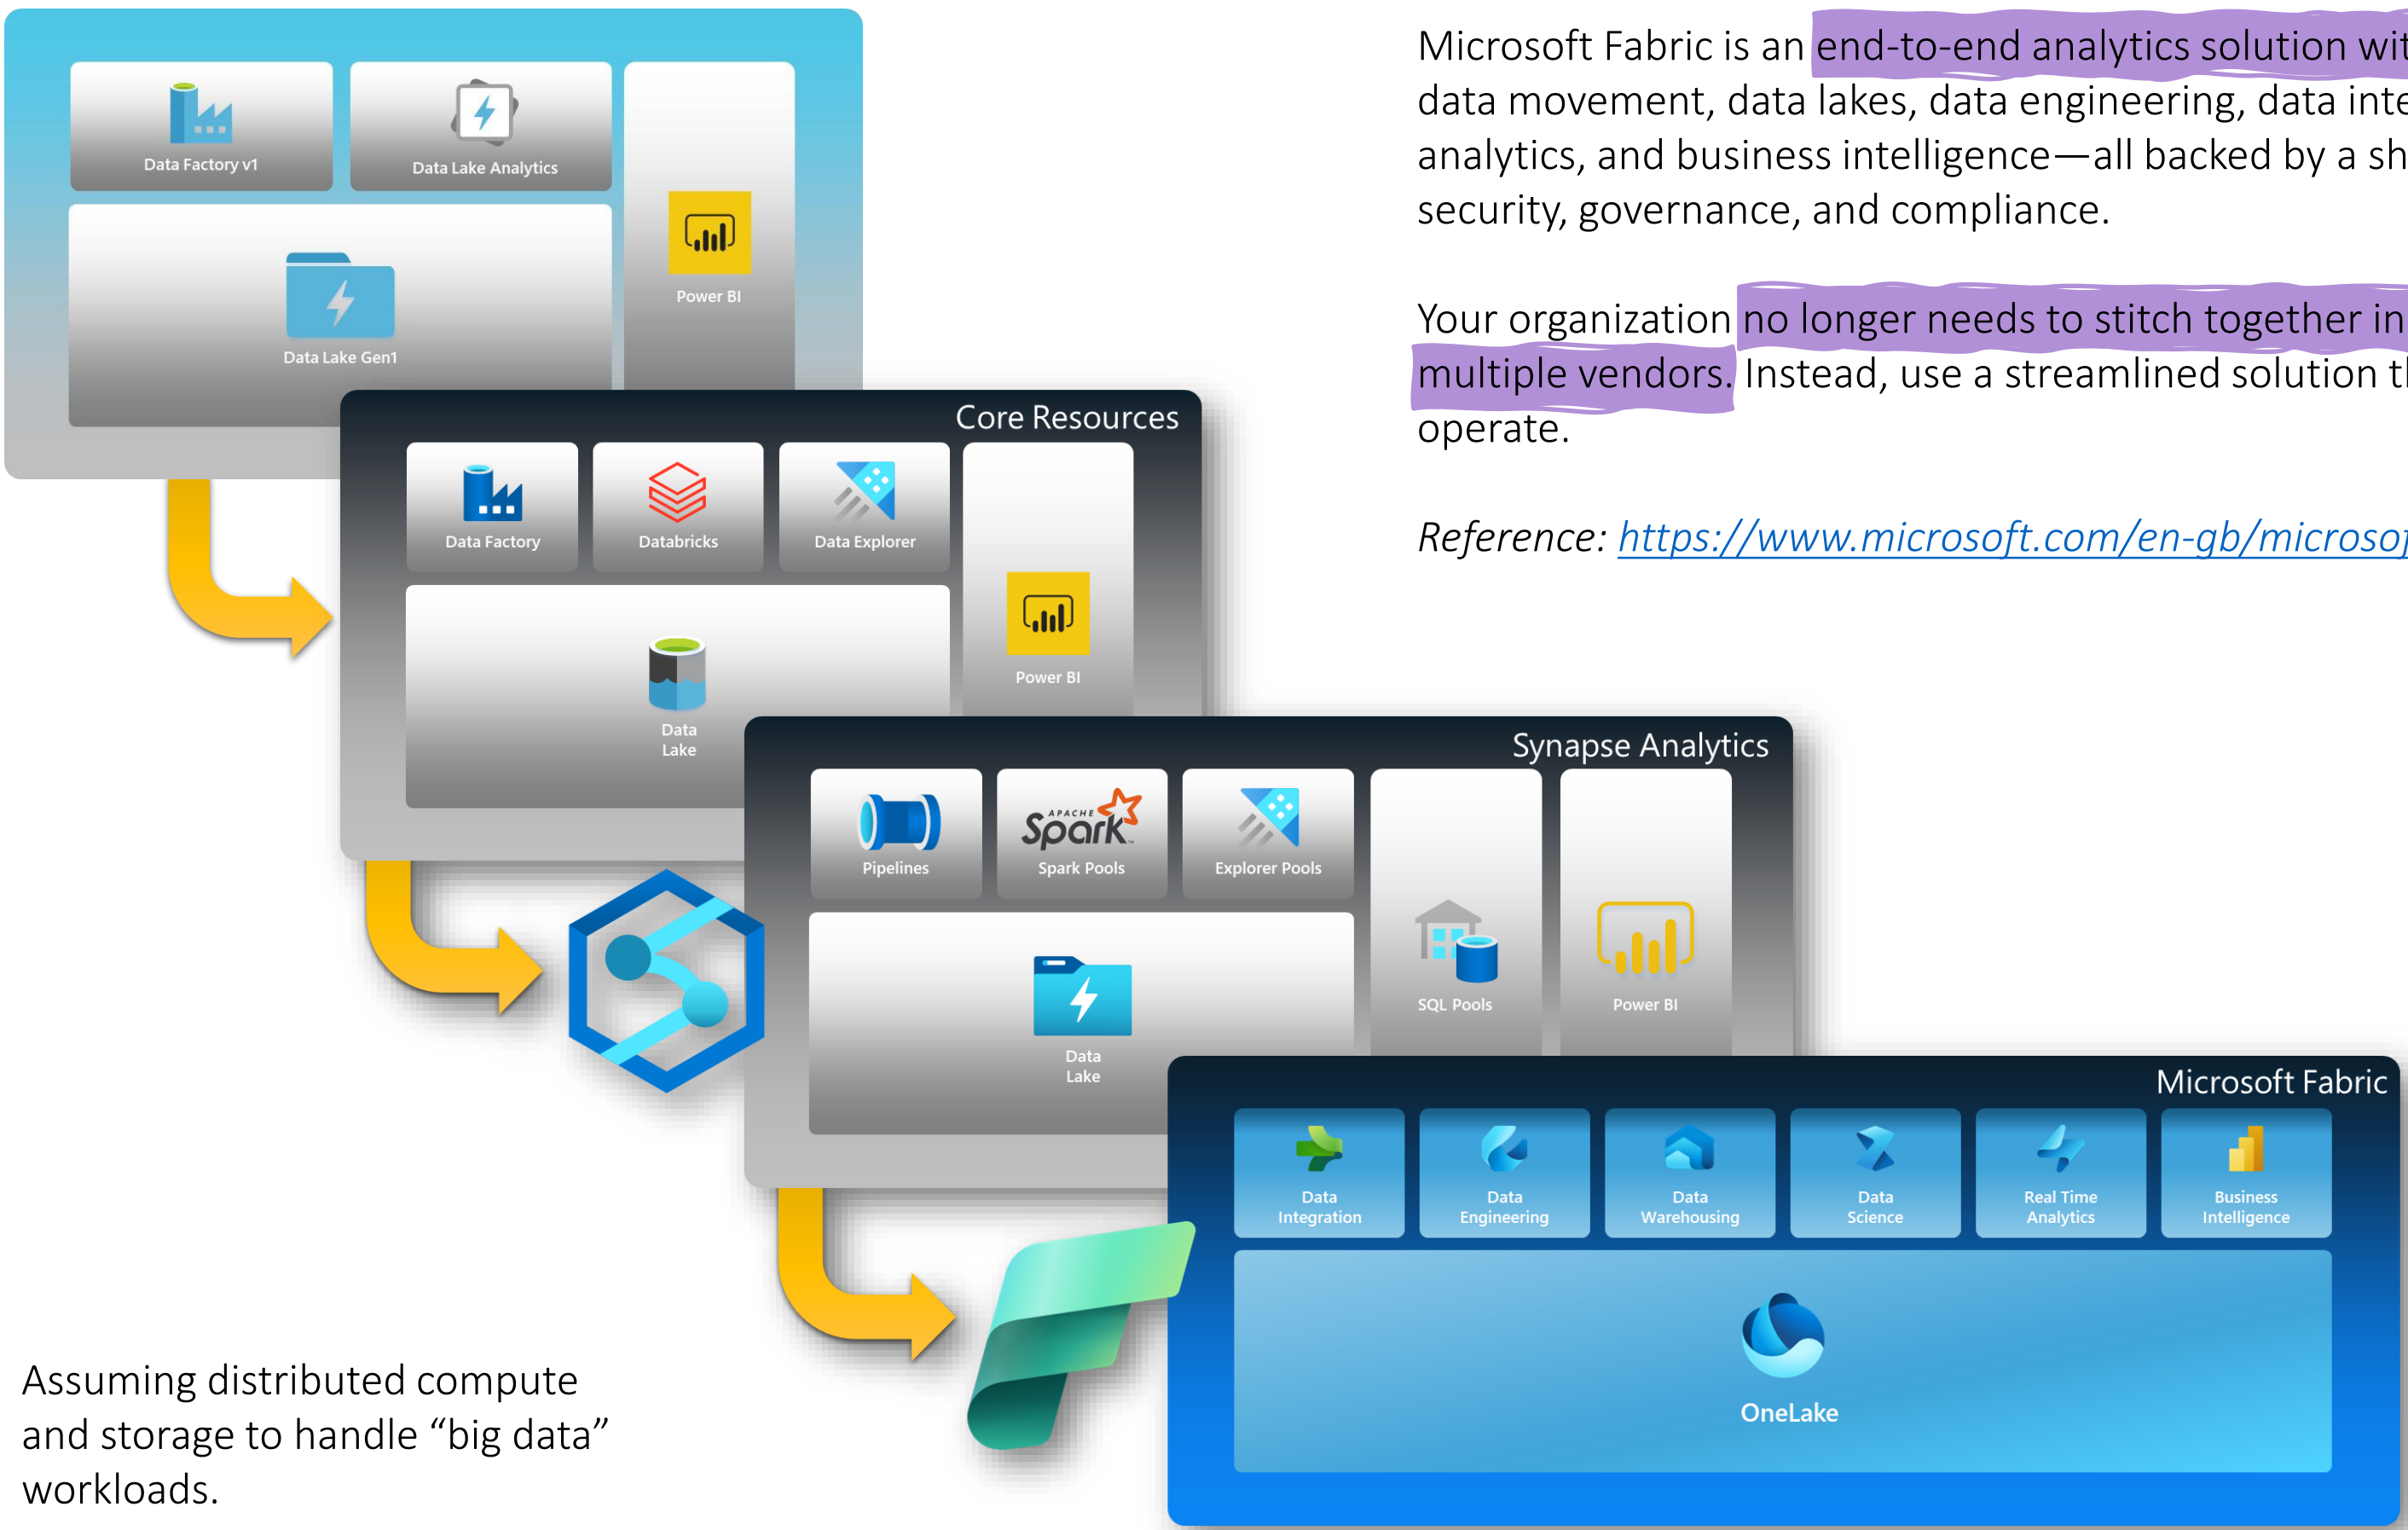 Microsoft Fabric is an end-to-end analytics solution
data movement, data lakes, data engineering, data
analytics, and business intelligence—all backed by a
security, governance, and compliance.
Your organization no longer needs to stitch together in
multiple vendors. Instead, use a streamlined solution
operate.
Reference: https://www.microsoft.com/en-gb/microsof
Data Factory v1
Data Lake Analytics
Power BI
Data Lake Gen1
Core Resources
Data Factory
Databricks
Data Explorer
Power BI
Data
Lake
Synapse Analytics
Pipelines
APACHE
Spark
Spark Pools
Explorer Pools
SQL Pools
Power BI
Data
Lake
Microsoft Fabric
Data
Integration
Data
Engineering
Data
Warehousing
Data
Science
Real Time
Analytics
Business
Intelligence
OneLake
Assuming distributed compute
and storage to handle “big data”
workloads.